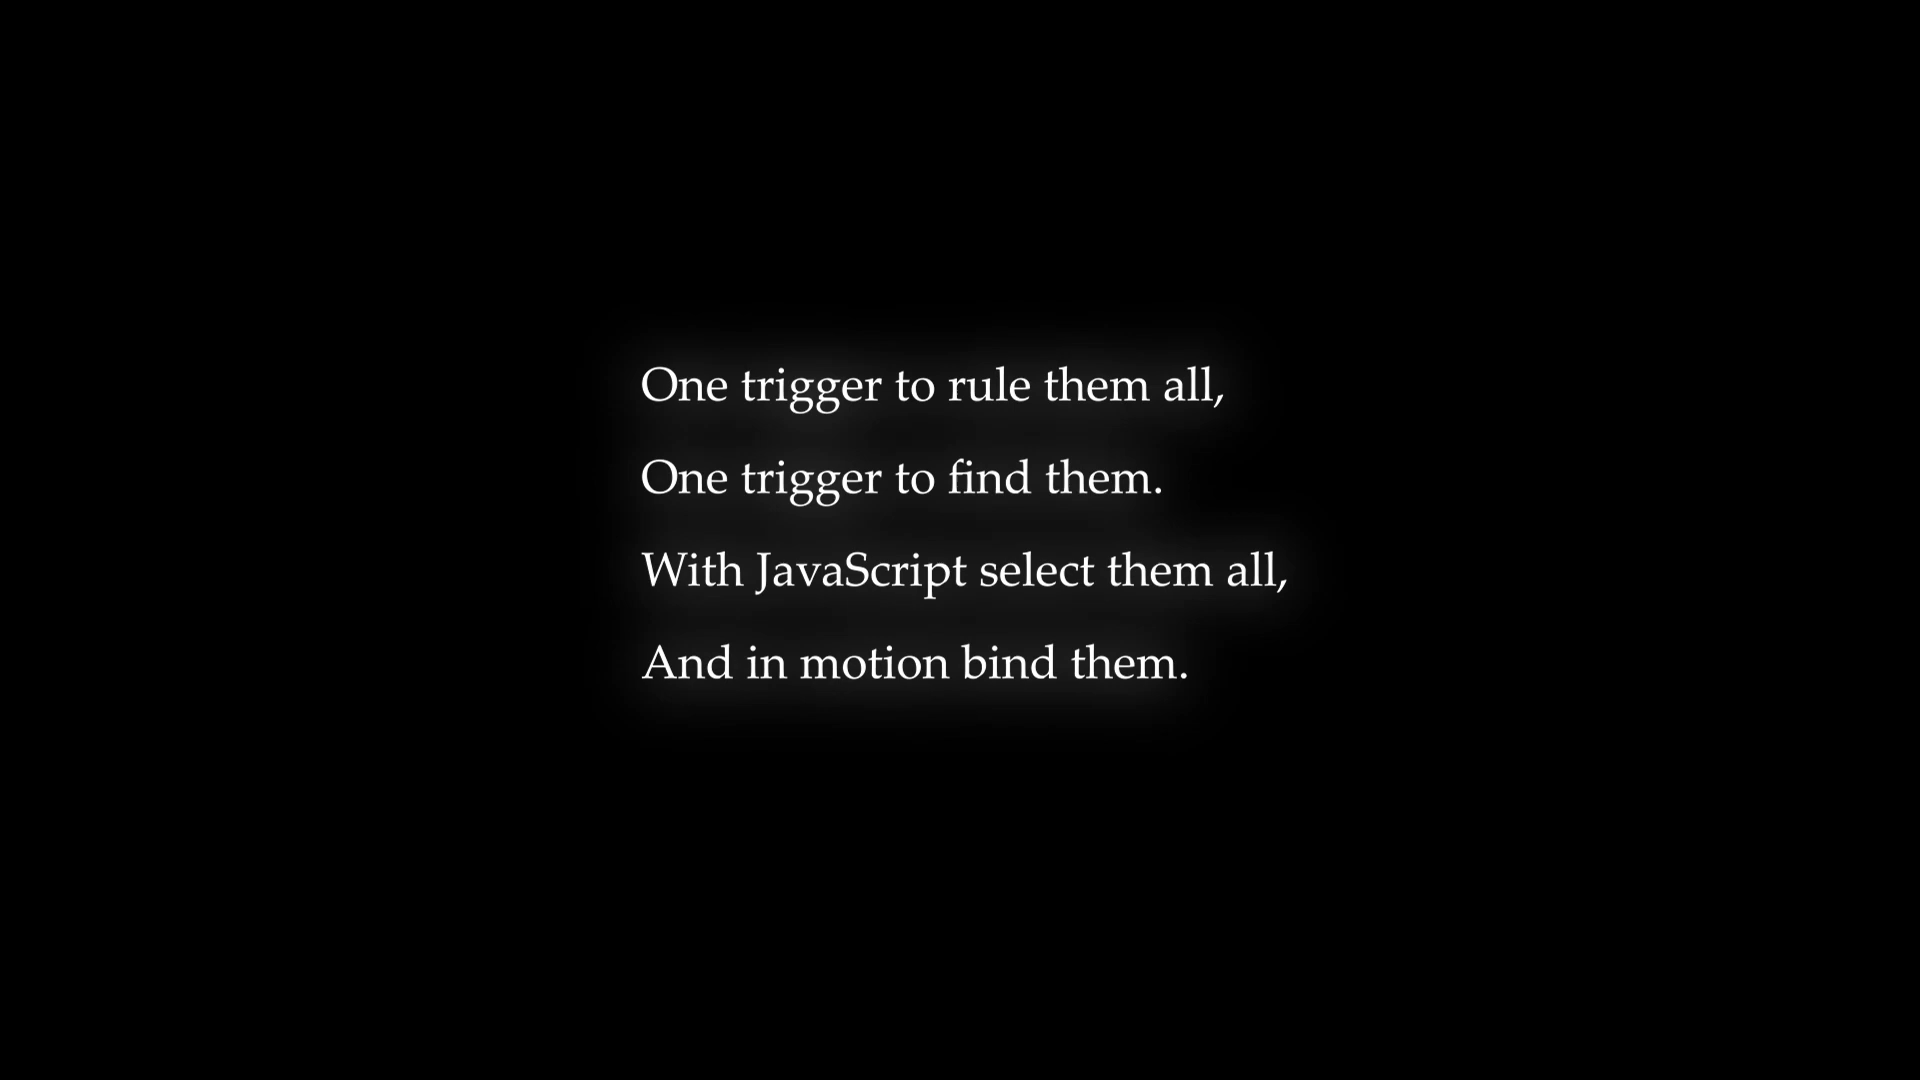 One trigger to rule them all,
One trigger to find them.
With JavaScript select them all,
And in motion bind them.